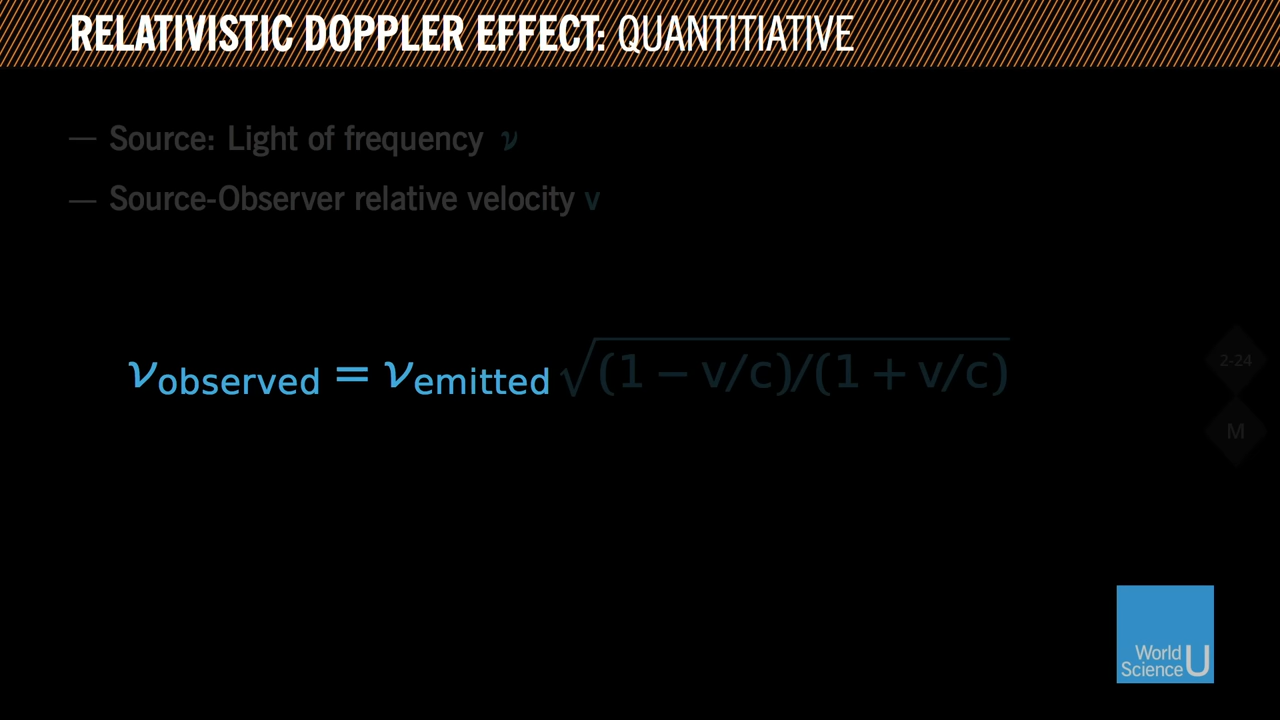 RELATIVISTIC DOPPLER EFFECT: QUANTITIATIVE
— Source: Light of frequency ν
— Source-Observer relative velocity v
νobserved = νemitted √(1 − v/c)/(1 + v/c)
2-24
M
World
Science U